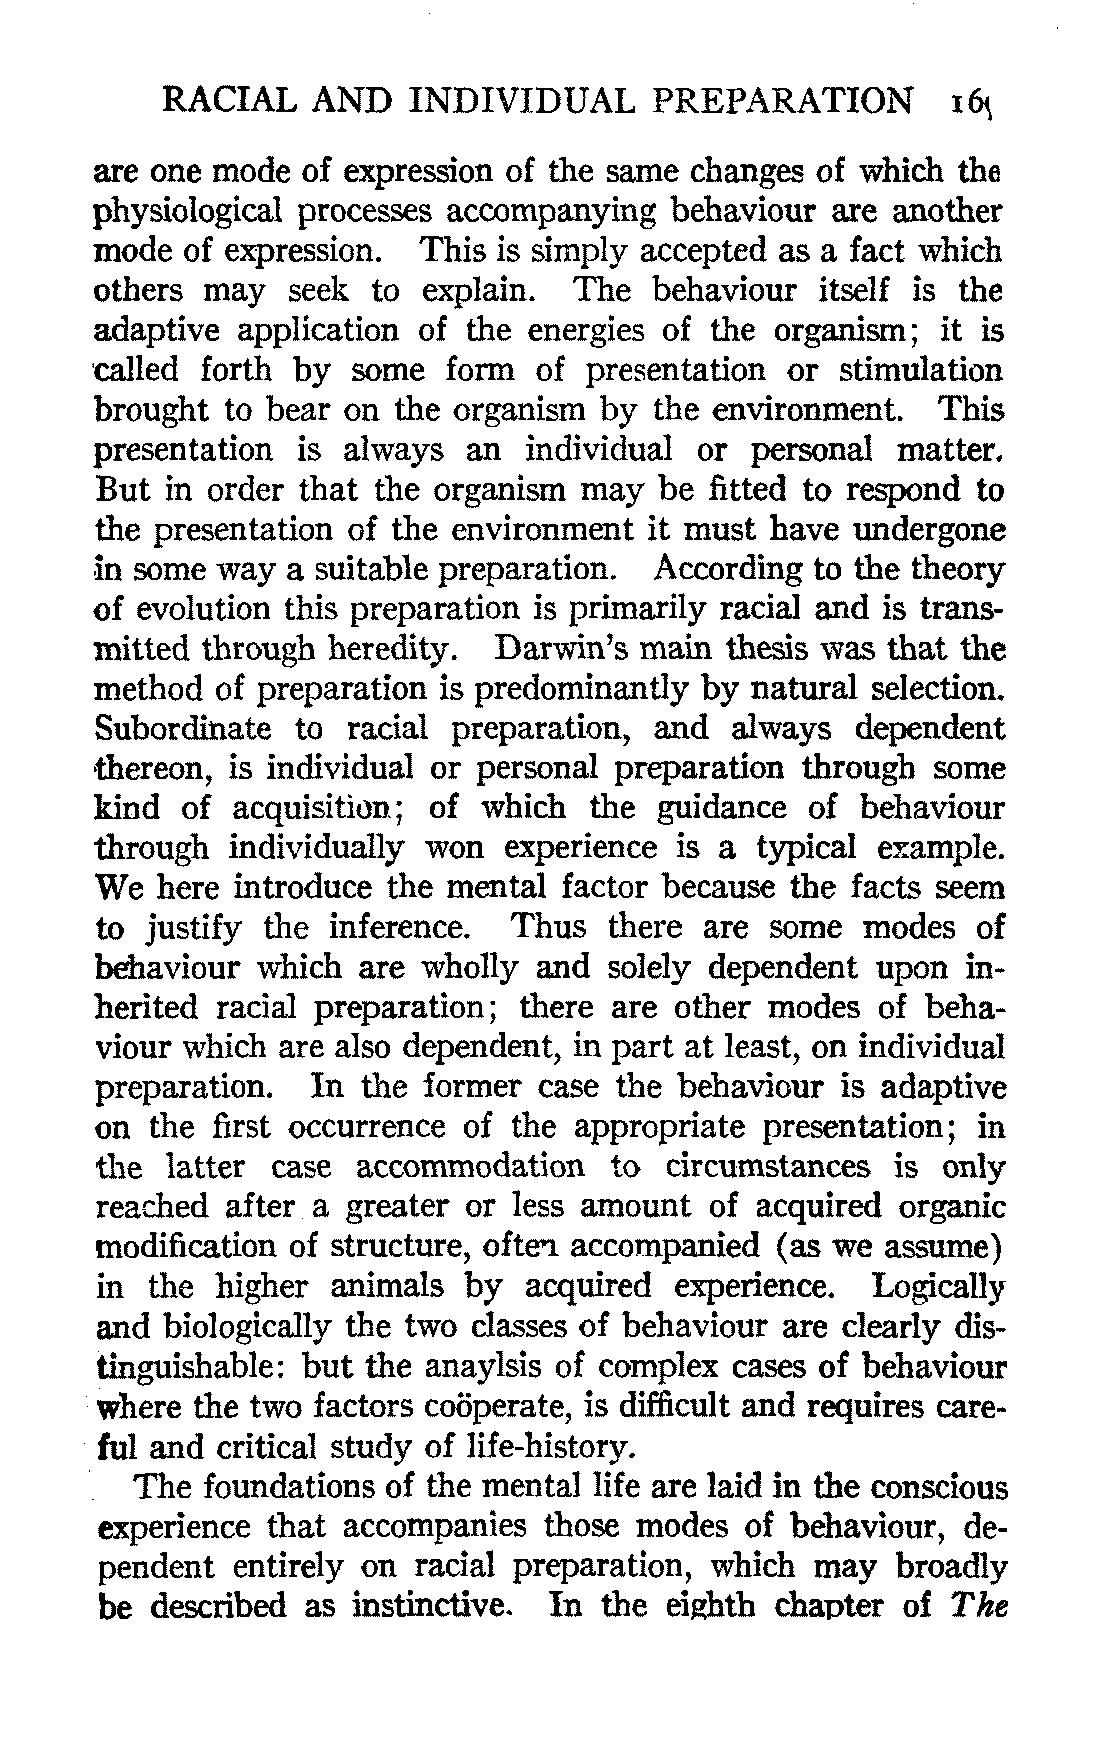 RACIAL AND INDIVIDUAL PREPARATION
are one mode of expression of the same changes of which the
physiological processes accompanying behaviour are another
mode of expression. This is simply accepted as a fact which
others may seek to explain. The behaviour itself is the
adaptive application of the energies of the organism; it is
called forth by some form of presentation or stimulation
brought to bear on the organism by the environment. This
presentation is always an individual or personal matter.
But in order that the organism may be fitted to respond to
the presentation of the environment it must have undergone
in some way a suitable preparation. According to the theory
of evolution this preparation is primarily racial and is trans-
mitted through heredity. Darwin's main thesis was that the
method of preparation is predominantly by natural selection.
Subordinate to racial preparation, and always dependent
thereon, is individual or personal preparation through some
kind of acquisition; of which the guidance of behaviour
through individually won experience is a typical example.
We here introduce the mental factor because the facts seem
to justify the inference. Thus there are some modes of
behaviour which are wholly and solely dependent upon in-
herited racial preparation; there are other modes of beha-
viour which are also dependent, in part at least, on individual
preparation. In the former case the behaviour is adaptive
on the first occurrence of the appropriate presentation; in
the latter case accommodation to circumstances is only
reached after a greater or less amount of acquired organic
modification of structure, often accompanied (as we assume)
in the higher animals by acquired experience. Logically
and biologically the two classes of behaviour are clearly dis-
tinguishable: but the anaylsis of complex cases of behaviour
where the two factors coöperate, is difficult and requires care-
ful and critical study of life-history.
The foundations of the mental life are laid in the conscious
experience that accompanies those modes of behaviour, de-
pendent entirely on racial preparation, which may broadly
be described as instinctive. In the eighth chapter of The